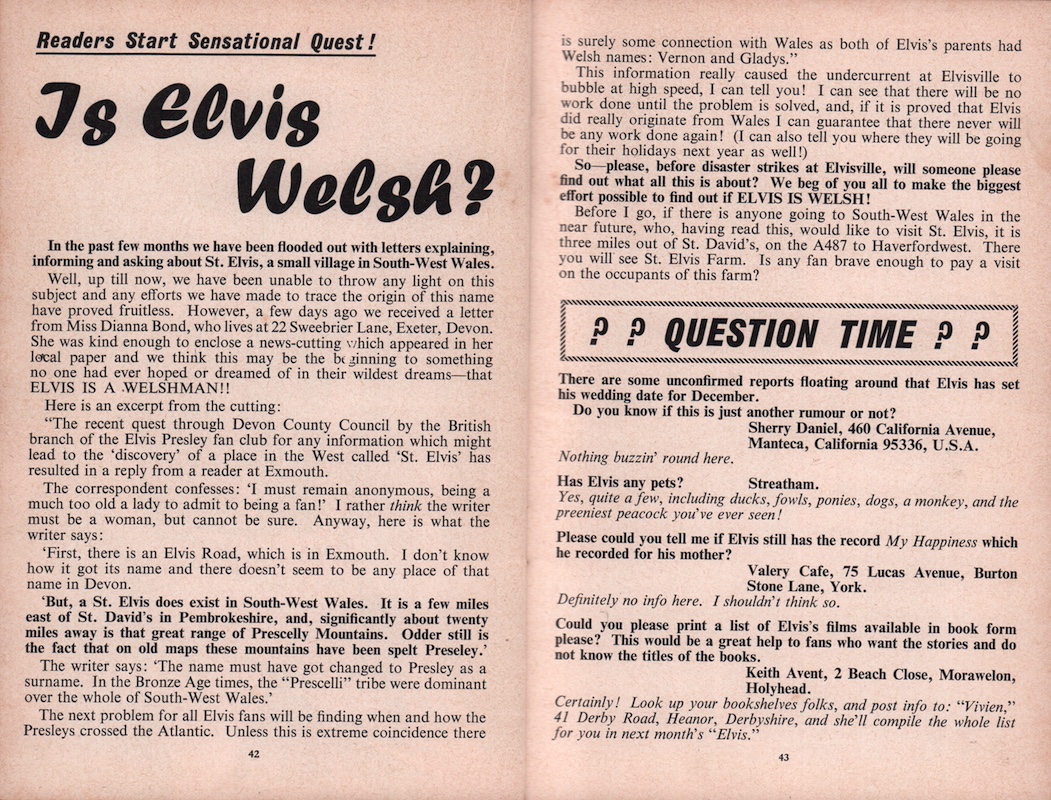 Readers Start Sensational Quest!
Is Elvis
Welsh?
In the past few months we have been flooded out with letters explaining,
informing and asking about St. Elvis, a small village in South-West Wales.
Well, up till now, we have been unable to throw any light on this
subject and any efforts we have made to trace the origin of this name
have proved fruitless. However, a few days ago we received a letter
from Miss Dianna Bond, who lives at 22 Sweebrier Lane, Exeter, Devon.
She was kind enough to enclose a news-cutting which appeared in her
local paper and we think this may be the beginning to something
no one had ever hoped or dreamed of in their wildest dreams—that
ELVIS IS A WELSHMAN!!
Here is an excerpt from the cutting:
“The recent quest through Devon County Council by the British
branch of the Elvis Presley fan club for any information which might
lead to the ‘discovery’ of a place in the West called ‘St. Elvis’ has
resulted in a reply from a reader at Exmouth.
The correspondent confesses: ‘I must remain anonymous, being a
much too old a lady to admit to being a fan!’ I rather think the writer
must be a woman, but cannot be sure. Anyway, here is what the
writer says:
‘First, there is an Elvis Road, which is in Exmouth. I don’t know
how it got its name and there doesn’t seem to be any place of that
name in Devon.
‘But, a St. Elvis does exist in South-West Wales. It is a few miles
east of St. David’s in Pembrokeshire, and, significantly about twenty
miles away is that great range of Prescelly Mountains. Odder still is
the fact that on old maps these mountains have been spelt Preseley.’
The writer says: ‘The name must have got changed to Presley as a
surname. In the Bronze Age times, the “Prescelli” tribe were dominant
over the whole of South-West Wales.’
The next problem for all Elvis fans will be finding when and how the
Presleys crossed the Atlantic. Unless this is extreme coincidence there
42
is surely some connection with Wales as both of Elvis’s parents had
Welsh names: Vernon and Gladys.”
This information really caused the undercurrent at Elvisville to
bubble at high speed, I can tell you! I can see that there will be no
work done until the problem is solved, and, if it is proved that Elvis
did really originate from Wales I can guarantee that there never will
be any work done again! (I can also tell you where they will be going
for their holidays next year as well!)
So—please, before disaster strikes at Elvisville, will someone please
find out what all this is about? We beg of you all to make the biggest
effort possible to find out if ELVIS IS WELSH!
Before I go, if there is anyone going to South-West Wales in the
near future, who, having read this, would like to visit St. Elvis, it is
three miles out of St. David’s, on the A487 to Haverfordwest. There
you will see St. Elvis Farm. Is any fan brave enough to pay a visit
on the occupants of this farm?
? ? QUESTION TIME ? ?
There are some unconfirmed reports floating around that Elvis has set
his wedding date for December.
Do you know if this is just another rumour or not?
Sherry Daniel, 460 California Avenue,
Manteca, California 95336, U.S.A.
Nothing buzzin’ round here.
Has Elvis any pets? Streatham.
Yes, quite a few, including ducks, fowls, ponies, dogs, a monkey, and the
preeniest peacock you’ve ever seen!
Please could you tell me if Elvis still has the record My Happiness which
he recorded for his mother?
Valery Cafe, 75 Lucas Avenue, Burton
Stone Lane, York.
Definitely no info here. I shouldn’t think so.
Could you please print a list of Elvis’s films available in book form
please? This would be a great help to fans who want the stories and do
not know the titles of the books.
Keith Avent, 2 Beach Close, Morawelon,
Holyhead.
Certainly! Look up your bookshelves folks, and post info to: “Vivien,”
41 Derby Road, Heanor, Derbyshire, and she’ll compile the whole list
for you in next month’s “Elvis.”
43